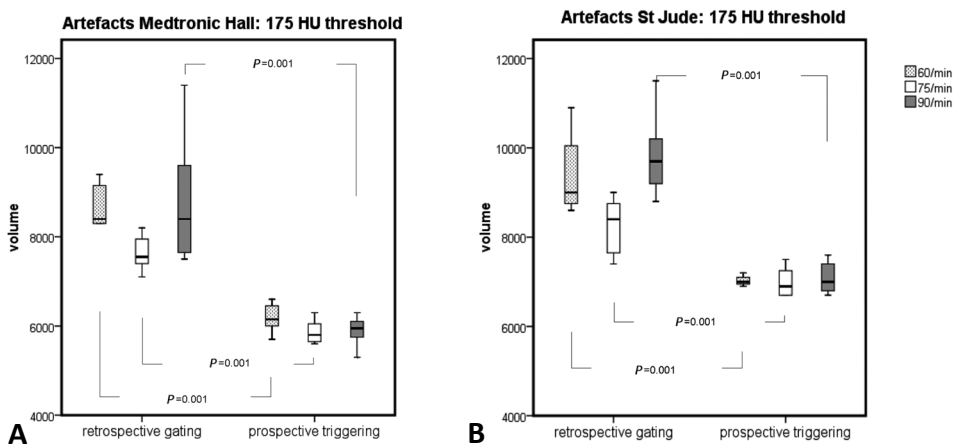 Artefacts Medtronic Hall: 175 HU threshold
12000
10000
8000
6000
4000
volume
P=0.001
P=0.001
P=0.001
retrospective gating
prospective triggering
A
Artefacts St Jude: 175 HU threshold
12000
10000
8000
6000
4000
volume
P=0.001
P=0.001
P=0.001
retrospective gating
prospective triggering
B
60/min
75/min
90/min